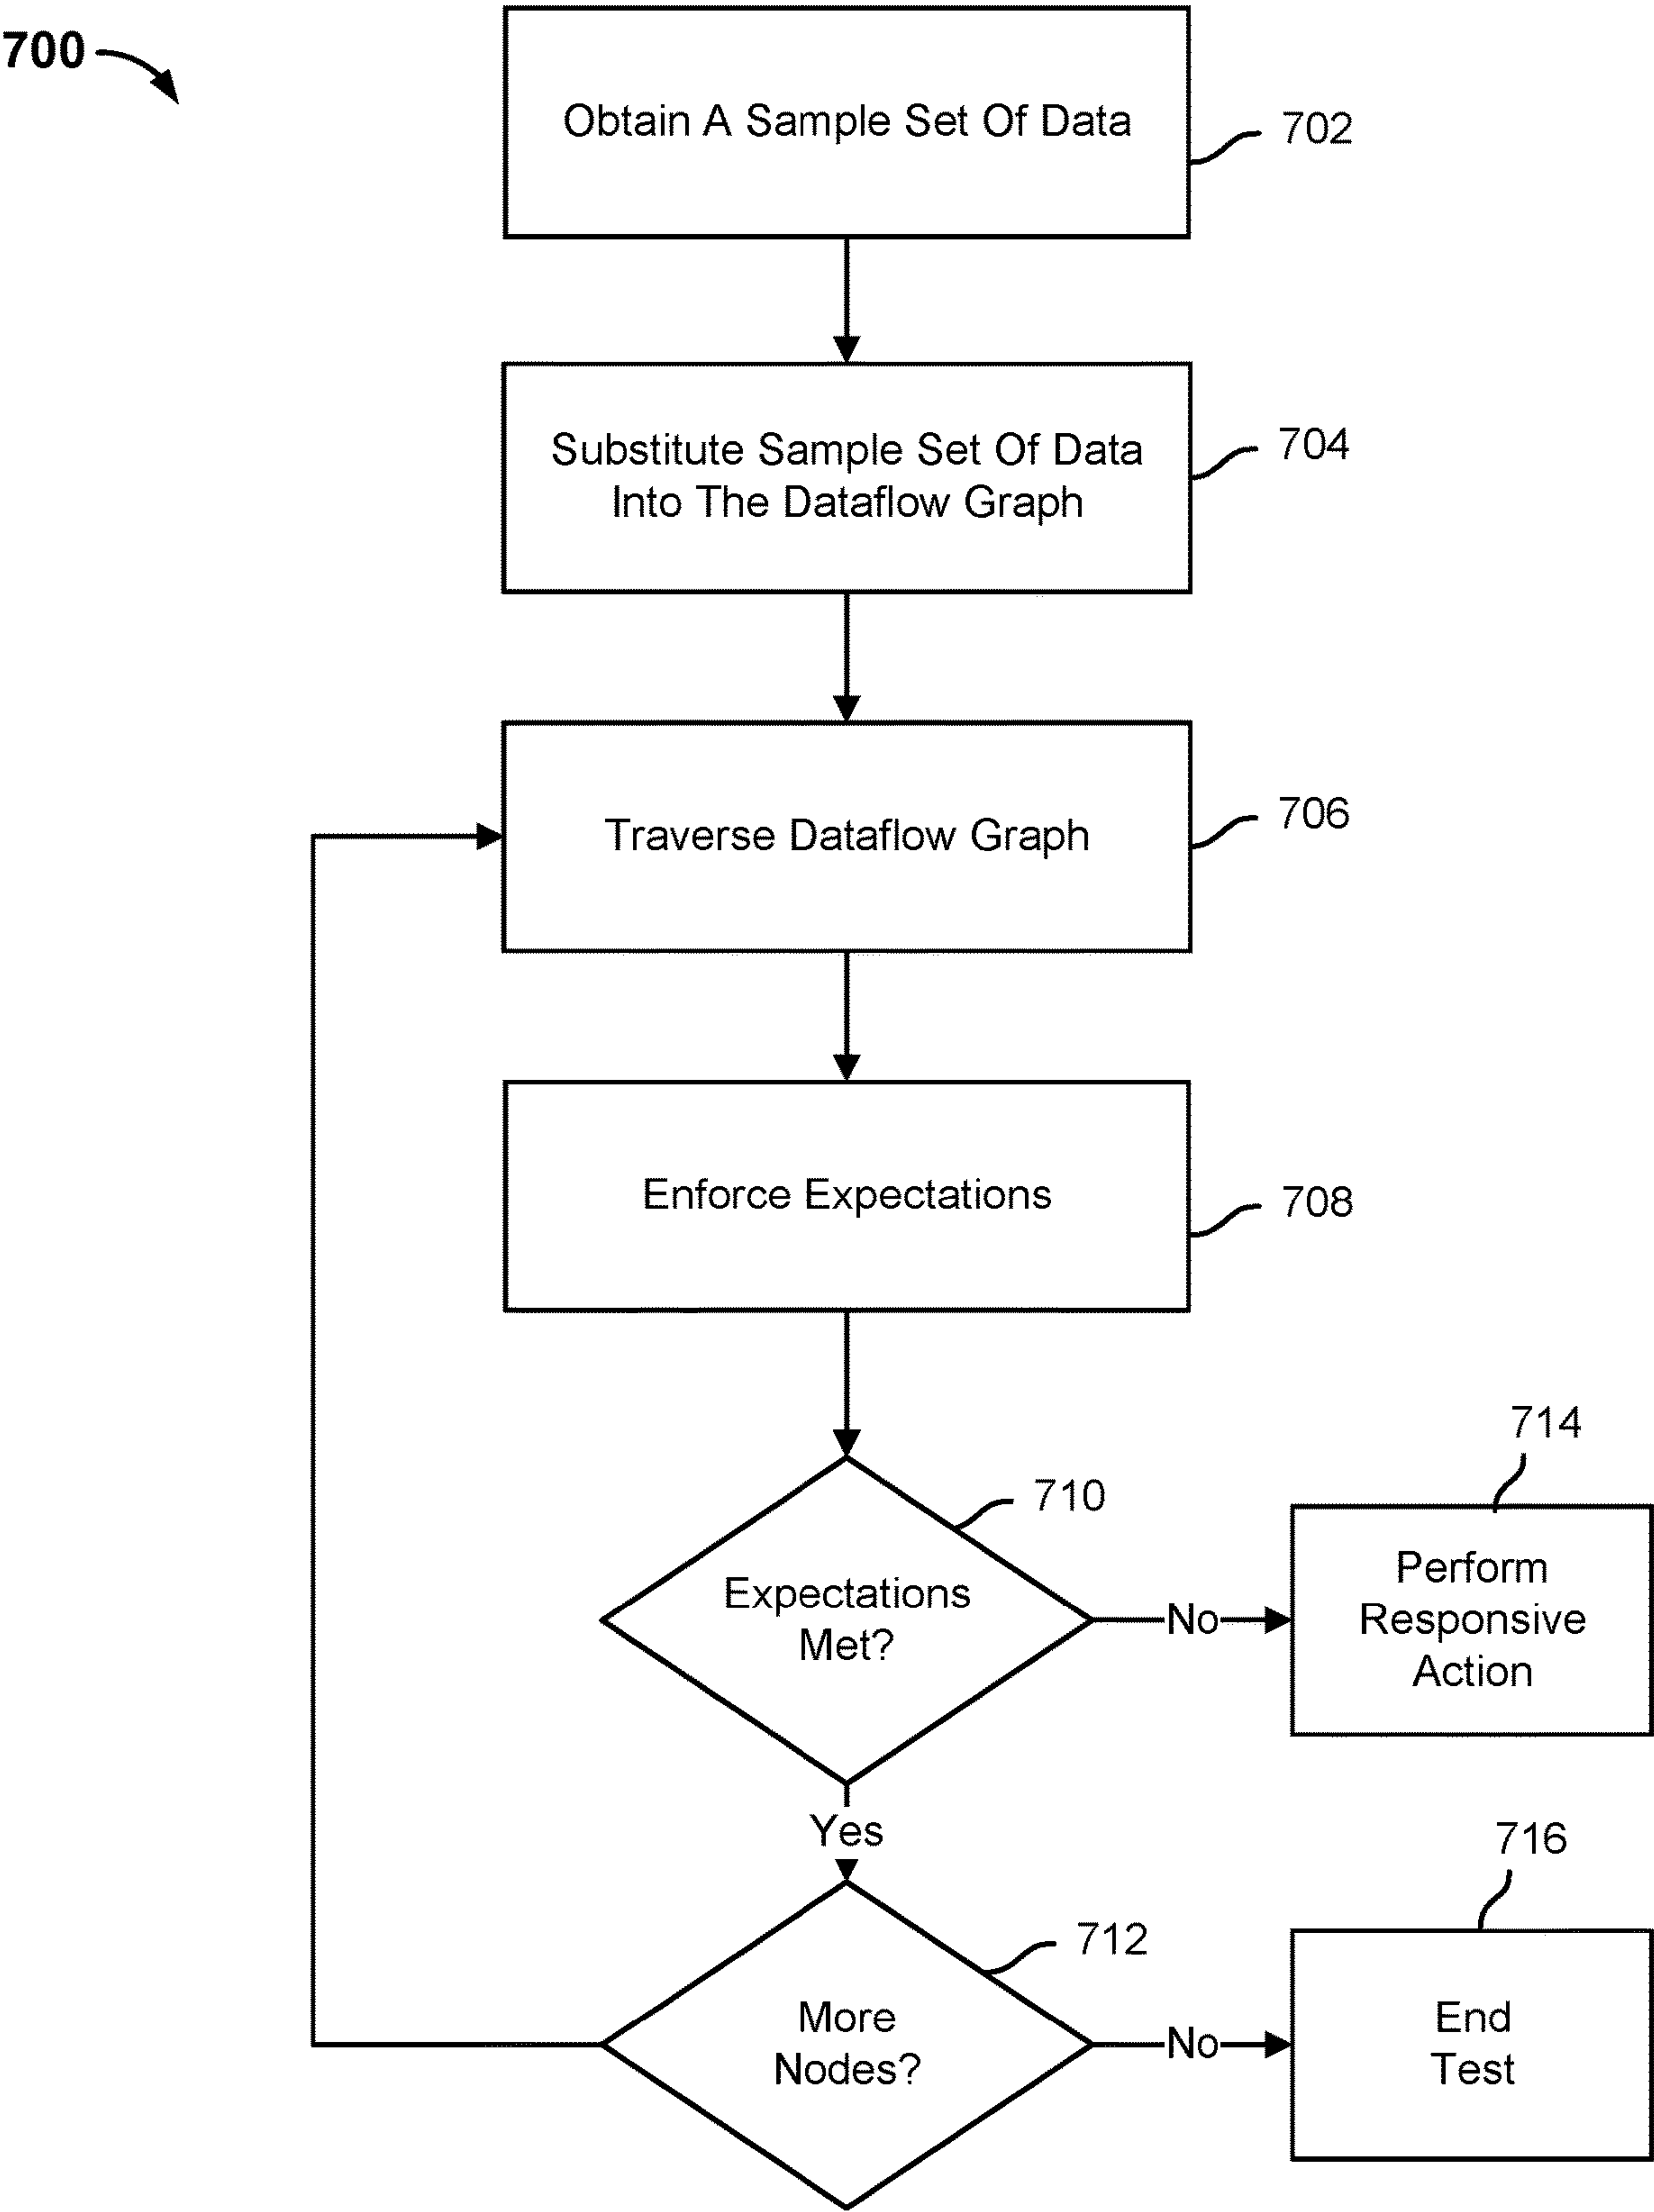 700
Obtain A Sample Set Of Data
702
Substitute Sample Set Of Data
Into The Dataflow Graph
704
Traverse Dataflow Graph
706
Enforce Expectations
708
710
Expectations
Met?
No
714
Perform
Responsive
Action
Yes
712
More
Nodes?
No
716
End
Test